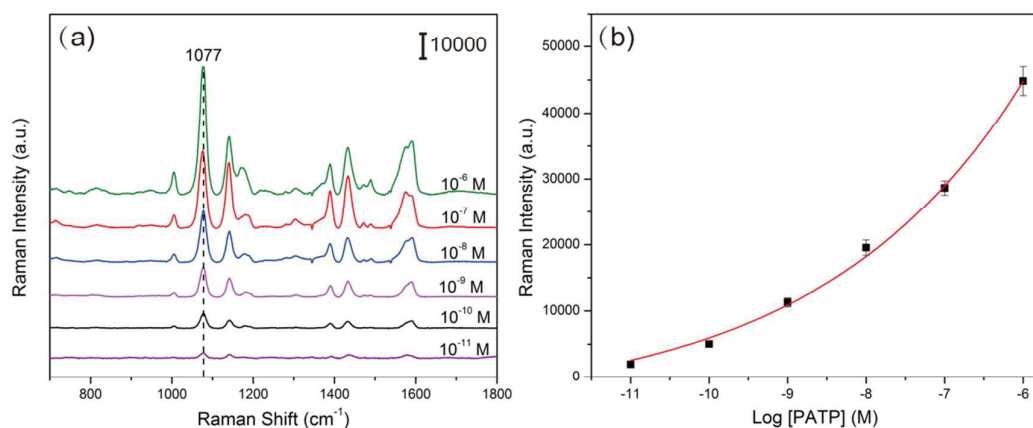 (a)
10000
1077
10⁻⁶ M
10⁻⁷ M
10⁻⁸ M
10⁻⁹ M
10⁻¹⁰ M
10⁻¹¹ M
Raman Intensity (a.u.)
800 1000 1200 1400 1600 1800
Raman Shift (cm⁻¹)
(b)
50000
40000
30000
20000
10000
0
Raman Intensity (a.u.)
-11 -10 -9 -8 -7 -6
Log [PATP] (M)